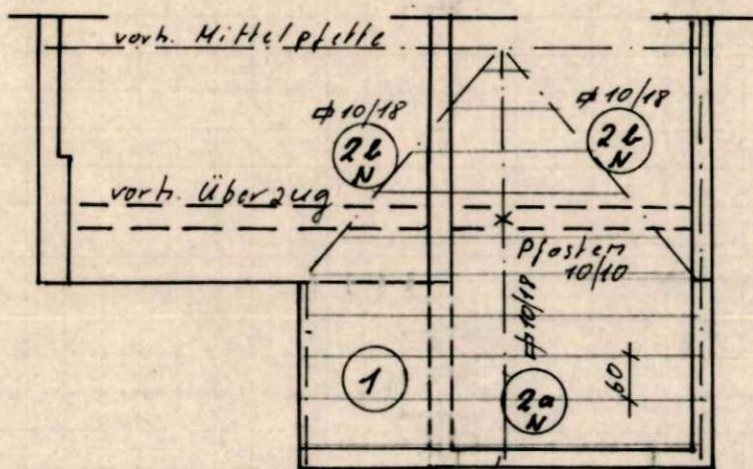 vorh. Mittelpfette
⌀ 10/18
2b
N
⌀ 10/18
2b
N
vorh. Überzug
Pfosten
10/10
⌀ 10/18
60
1
2a
N